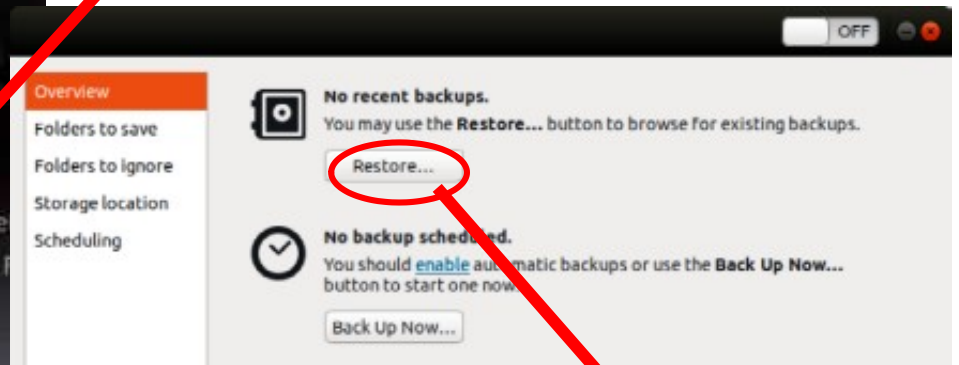 OFF
Overview
Folders to save
Folders to ignore
Storage location
Scheduling
No recent backups.
You may use the Restore... button to browse for existing backups.
Restore...
No backup scheduled.
You should enable automatic backups or use the Back Up Now...
button to start one now
Back Up Now...